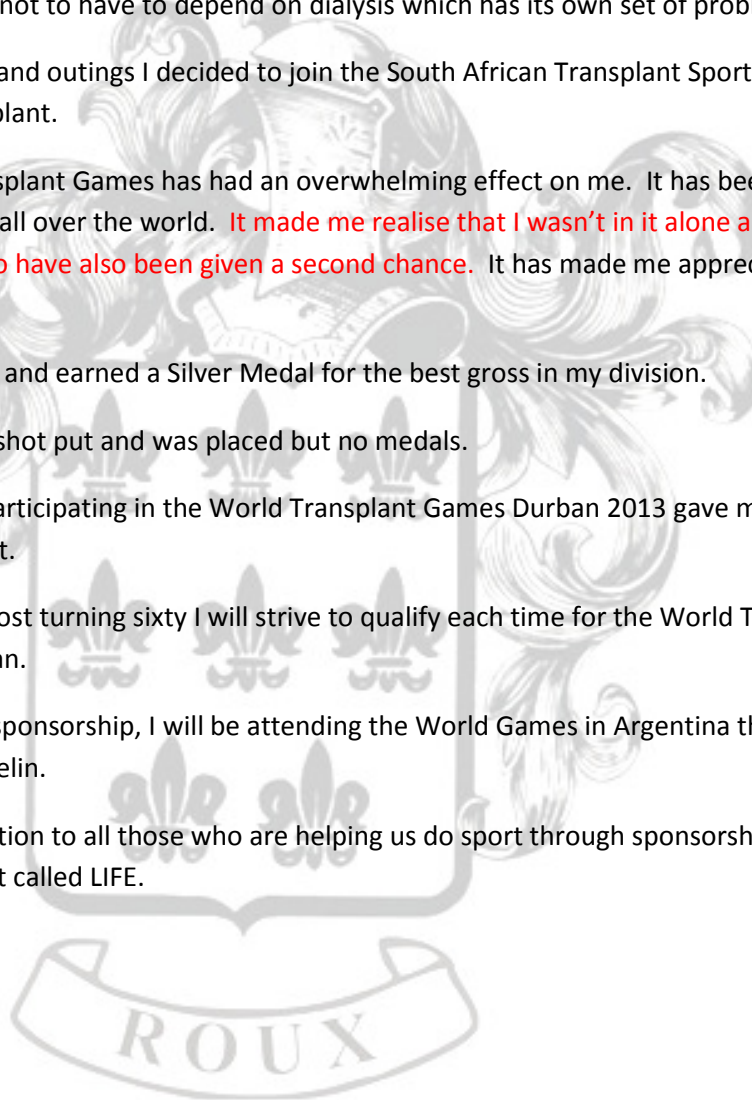 not to have to depend on dialysis which has its own set of prob
and outings I decided to join the South African Transplant Sport
plant.
splant Games has had an overwhelming effect on me.  It has bee
all over the world.  It made me realise that I wasn't in it alone a
o have also been given a second chance.  It has made me apprec
and earned a Silver Medal for the best gross in my division.
shot put and was placed but no medals.
articipating in the World Transplant Games Durban 2013 gave m
t.
ost turning sixty I will strive to qualify each time for the World T
an.
sponsorship, I will be attending the World Games in Argentina th
elin.
tion to all those who are helping us do sport through sponsorsh
t called LIFE.
ROUX